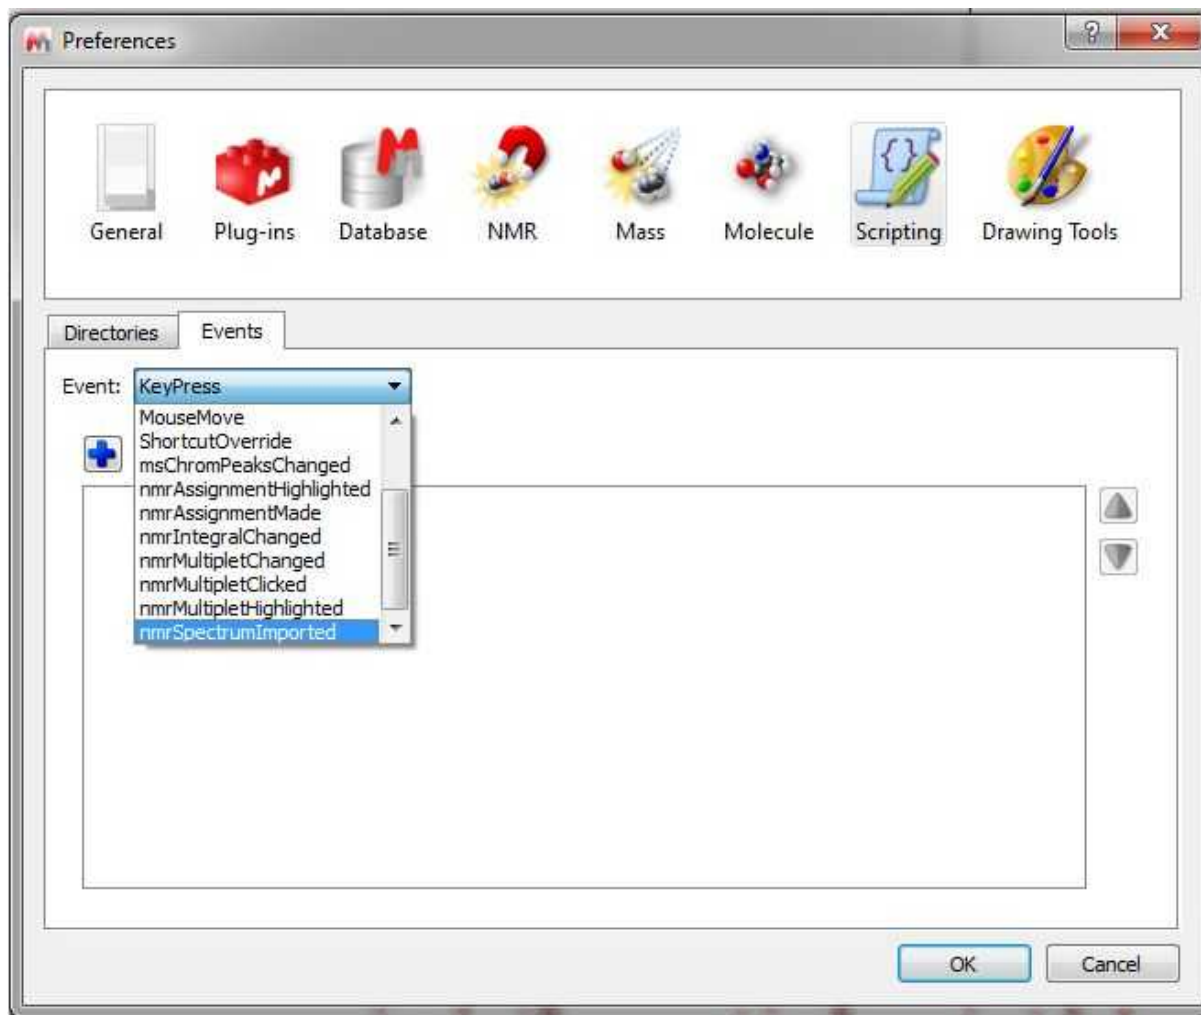 Preferences
General Plug-ins Database NMR Mass Molecule Scripting Drawing Tools
Directories Events
Event: KeyPress
MouseMove
ShortcutOverride
msChromPeaksChanged
nmrAssignmentHighlighted
nmrAssignmentMade
nmrIntegralChanged
nmrMultipletChanged
nmrMultipletClicked
nmrMultipletHighlighted
nmrSpectrumImported
OK Cancel